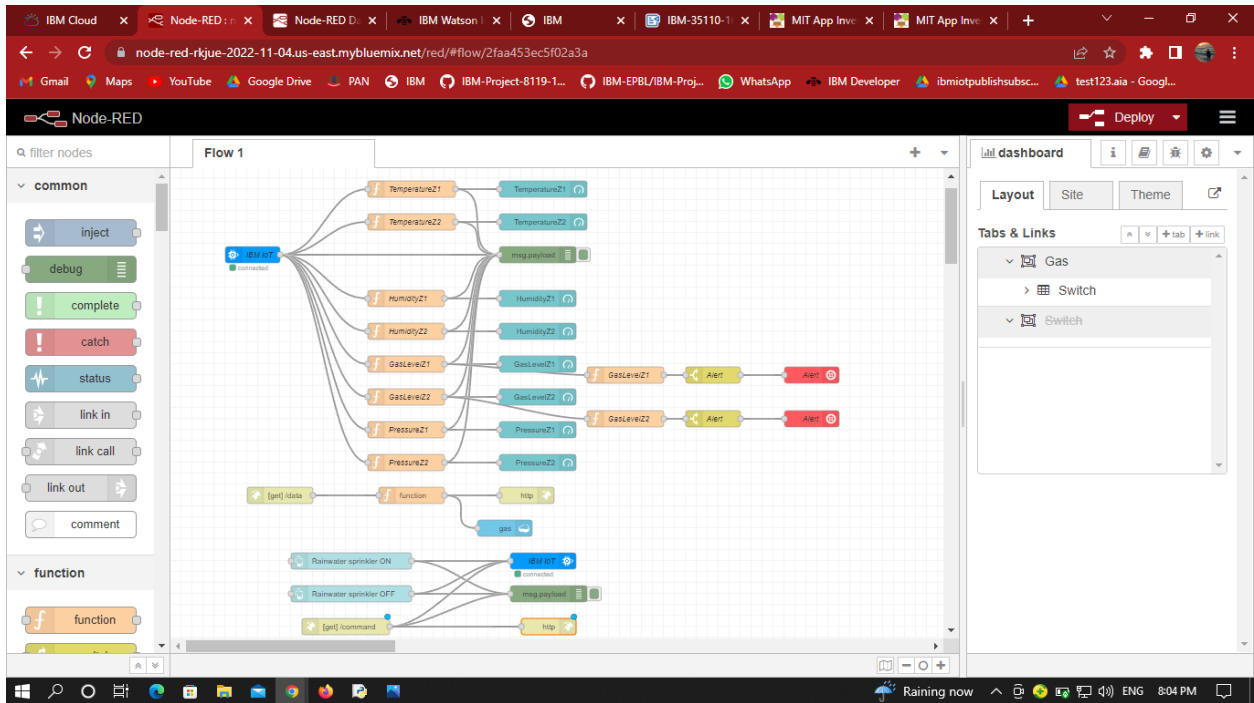 IBM Cloud
Node-RED : n
Node-RED Da
IBM Watson I
IBM
IBM-35110-1
MIT App Inve
MIT App Inve
node-red-rkjue-2022-11-04.us-east.mybluemix.net/red/#flow/2faa453ec5f02a3a
Gmail
Maps
YouTube
Google Drive
PAN
IBM
IBM-Project-8119-1...
IBM-EPBL/IBM-Proj...
WhatsApp
IBM Developer
ibmiotpublishsubsc...
test123.aia - Googl...
Node-RED
Deploy
filter nodes
Flow 1
dashboard
common
inject
debug
complete
catch
status
link in
link call
link out
comment
function
function
TemperatureZ1
TemperatureZ1
TemperatureZ2
TemperatureZ2
IBM IoT
connected
msg.payload
HumidityZ1
HumidityZ1
HumidityZ2
HumidityZ2
GasLevelZ1
GasLevelZ1
GasLevelZ1
Alert
Alert
GasLevelZ2
GasLevelZ2
GasLevelZ2
Alert
Alert
PressureZ1
PressureZ1
PressureZ2
PressureZ2
[get] /data
function
http
gas
Rainwater sprinkler ON
IBM IoT
connected
Rainwater sprinkler OFF
msg.payload
[get] /command
http
Layout
Site
Theme
Tabs & Links
+ tab
+ link
Gas
Switch
Switch
Raining now
ENG
8:04 PM